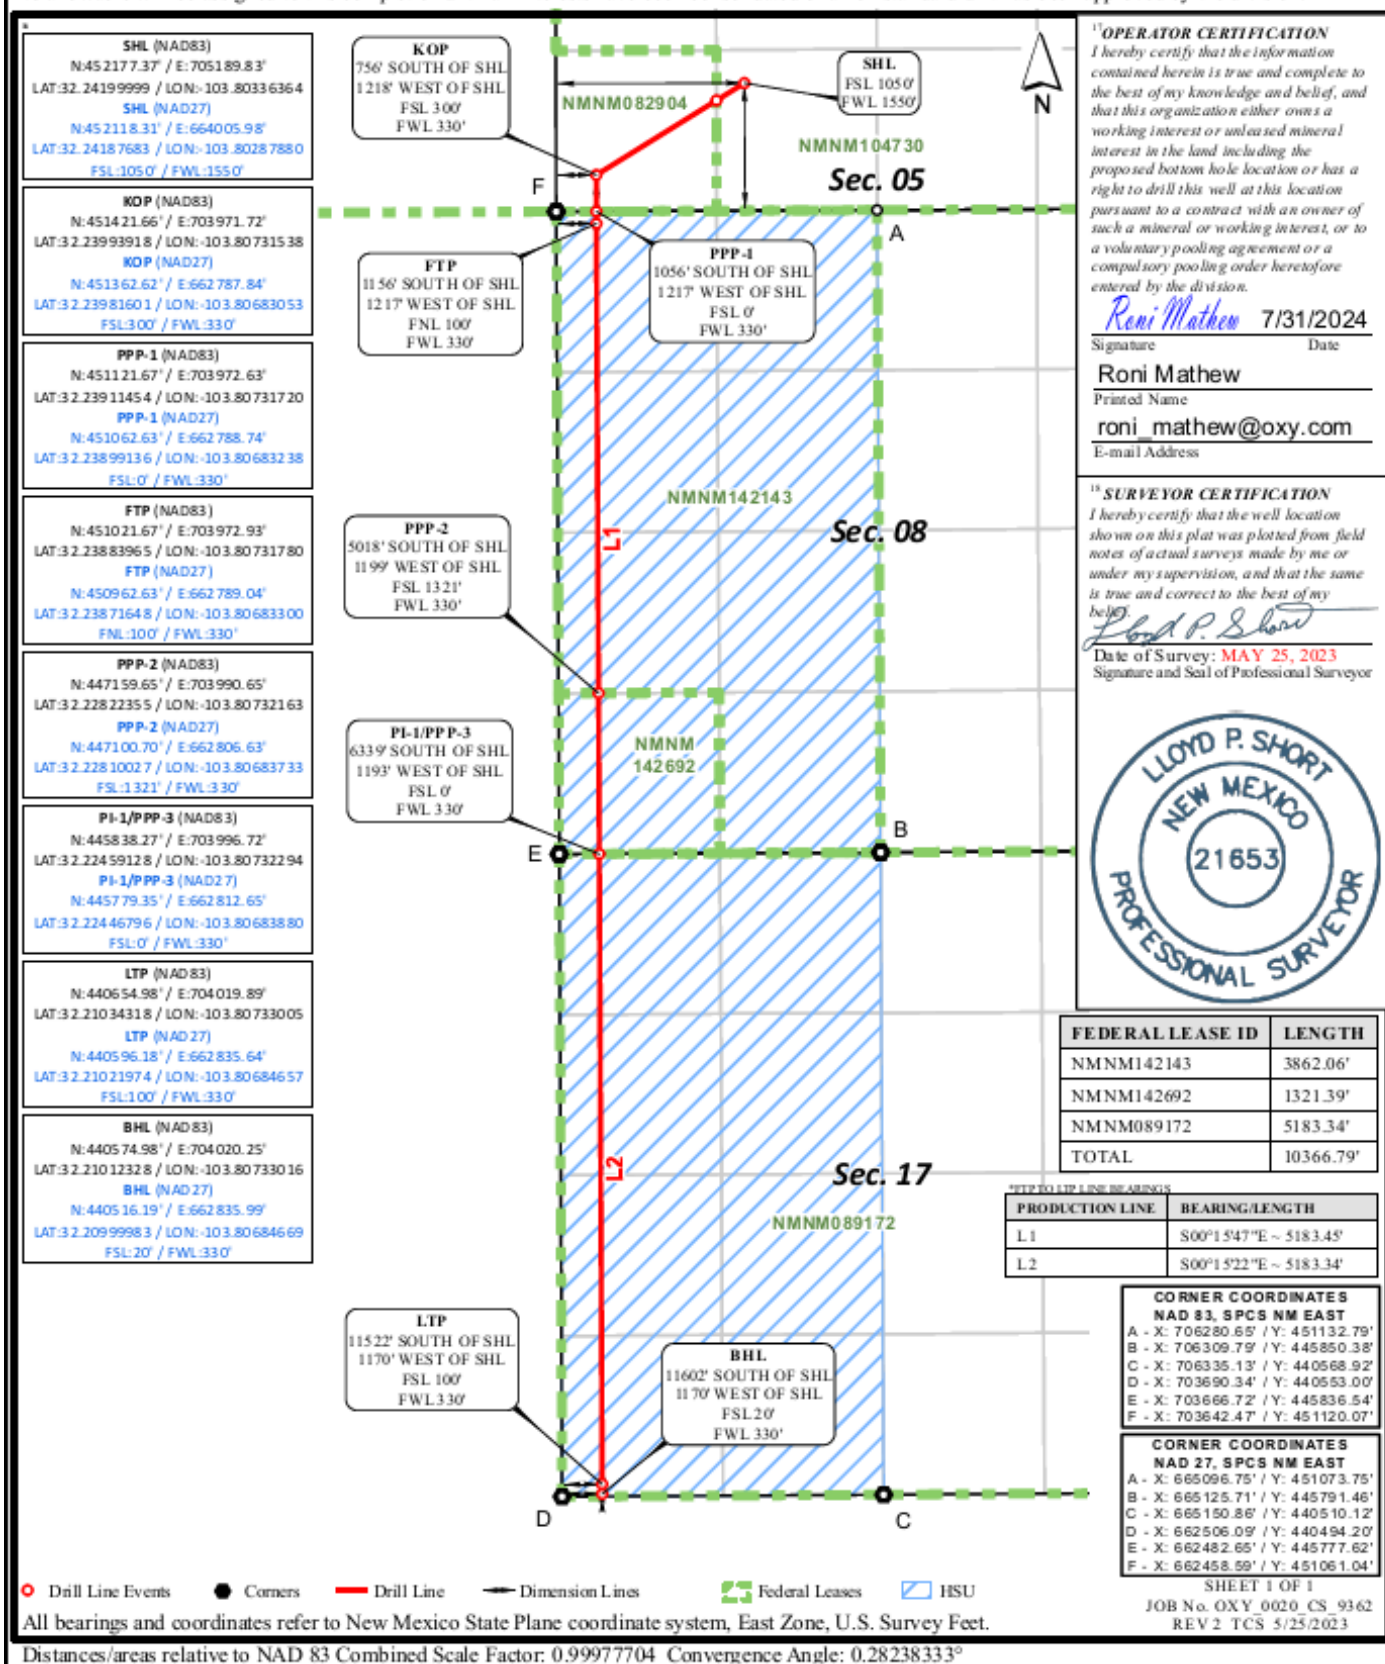 SHL (NAD83)
N:452177.37' / E:705189.83'
LAT:32.24199999 / LON:-103.80336364
SHL (NAD27)
N:452118.31' / E:664005.98'
LAT:32.24187683 / LON:-103.80287880
FSL:1050' / FWL:1550'
KOP (NAD83)
N:451421.66' / E:703971.72'
LAT:32.23993918 / LON:-103.80731538
KOP (NAD27)
N:451362.62' / E:662787.84'
LAT:32.23981601 / LON:-103.80683053
FSL:300' / FWL:330'
PPP-1 (NAD83)
N:451121.67' / E:703972.63'
LAT:32.23911454 / LON:-103.80731720
PPP-1 (NAD27)
N:451062.63' / E:662788.74'
LAT:32.23899136 / LON:-103.80683238
FSL:0' / FWL:330'
FTP (NAD83)
N:451021.67' / E:703972.93'
LAT:32.23883965 / LON:-103.80731780
FTP (NAD27)
N:450962.63' / E:662789.04'
LAT:32.23871648 / LON:-103.80683300
FNL:100' / FWL:330'
PPP-2 (NAD83)
N:447159.65' / E:703990.65'
LAT:32.22822355 / LON:-103.80732163
PPP-2 (NAD27)
N:447100.70' / E:662806.63'
LAT:32.22810027 / LON:-103.80683733
FSL:1321' / FWL:330'
PI-1/PPP-3 (NAD83)
N:445838.27' / E:703996.72'
LAT:32.22459128 / LON:-103.80732294
PI-1/PPP-3 (NAD27)
N:445779.35' / E:662812.65'
LAT:32.22446796 / LON:-103.80683880
FSL:0' / FWL:330'
LTP (NAD83)
N:440654.98' / E:704019.89'
LAT:32.21034318 / LON:-103.80733005
LTP (NAD27)
N:440596.18' / E:662835.64'
LAT:32.21021974 / LON:-103.80684657
FSL:100' / FWL:330'
BHL (NAD83)
N:440574.98' / E:704020.25'
LAT:32.21012328 / LON:-103.80733016
BHL (NAD27)
N:440516.19' / E:662835.99'
LAT:32.20999983 / LON:-103.80684669
FSL:20' / FWL:330'
KOP
756' SOUTH OF SHL
1218' WEST OF SHL
FSL 300'
FWL 330'
SHL
FSL 1050'
FWL 1550'
N
NMNM082904
NMNM104730
Sec. 05
F
A
FTP
1156' SOUTH OF SHL
1217' WEST OF SHL
FNL 100'
FWL 330'
PPP-1
1056' SOUTH OF SHL
1217' WEST OF SHL
FSL 0'
FWL 330'
NMNM142143
Sec. 08
L1
PPP-2
5018' SOUTH OF SHL
1199' WEST OF SHL
FSL 1321'
FWL 330'
PI-1/PPP-3
6339' SOUTH OF SHL
1193' WEST OF SHL
FSL 0'
FWL 330'
NMNM
142692
E
B
L2
Sec. 17
NMNM089172
LTP
11522' SOUTH OF SHL
1170' WEST OF SHL
FSL 100'
FWL 330'
BHL
11602' SOUTH OF SHL
1170' WEST OF SHL
FSL 20'
FWL 330'
D
C
17 OPERATOR CERTIFICATION
I hereby certify that the information
contained herein is true and complete to
the best of my knowledge and belief, and
that this organization either owns a
working interest or unleased mineral
interest in the land including the
proposed bottom hole location or has a
right to drill this well at this location
pursuant to a contract with an owner of
such a mineral or working interest, or to
a voluntary pooling agreement or a
compulsory pooling order heretofore
entered by the division.
Roni Mathew 7/31/2024
Signature Date
Roni Mathew
Printed Name
roni_mathew@oxy.com
E-mail Address
18 SURVEYOR CERTIFICATION
I hereby certify that the well location
shown on this plat was plotted from field
notes of actual surveys made by me or
under my supervision, and that the same
is true and correct to the best of my
belief.
Lloyd P. Short
Date of Survey: MAY 25, 2023
Signature and Seal of Professional Surveyor
LLOYD P. SHORT
NEW MEXICO
21653
PROFESSIONAL SURVEYOR
FEDERAL LEASE ID LENGTH
NMNM142143 3862.06'
NMNM142692 1321.39'
NMNM089172 5183.34'
TOTAL 10366.79'
*FTP TO LTP LINE BEARINGS
PRODUCTION LINE BEARING/LENGTH
L1 S00°15'47"E ~ 5183.45'
L2 S00°15'22"E ~ 5183.34'
CORNER COORDINATES
NAD 83, SPCS NM EAST
A - X: 706280.65' / Y: 451132.79'
B - X: 706309.79' / Y: 445850.38'
C - X: 706335.13' / Y: 440568.92'
D - X: 703690.34' / Y: 440553.00'
E - X: 703666.72' / Y: 445836.54'
F - X: 703642.47' / Y: 451120.07'
CORNER COORDINATES
NAD 27, SPCS NM EAST
A - X: 665096.75' / Y: 451073.75'
B - X: 665125.71' / Y: 445791.46'
C - X: 665150.86' / Y: 440510.12'
D - X: 662506.09' / Y: 440494.20'
E - X: 662482.65' / Y: 445777.62'
F - X: 662458.59' / Y: 451061.04'
SHEET 1 OF 1
JOB No. OXY_0020_CS_9362
REV 2 TCS 5/25/2023
Drill Line Events Corners Drill Line Dimension Lines Federal Leases HSU
All bearings and coordinates refer to New Mexico State Plane coordinate system, East Zone, U.S. Survey Feet.
Distances/areas relative to NAD 83 Combined Scale Factor: 0.99977704 Convergence Angle: 0.28238333°